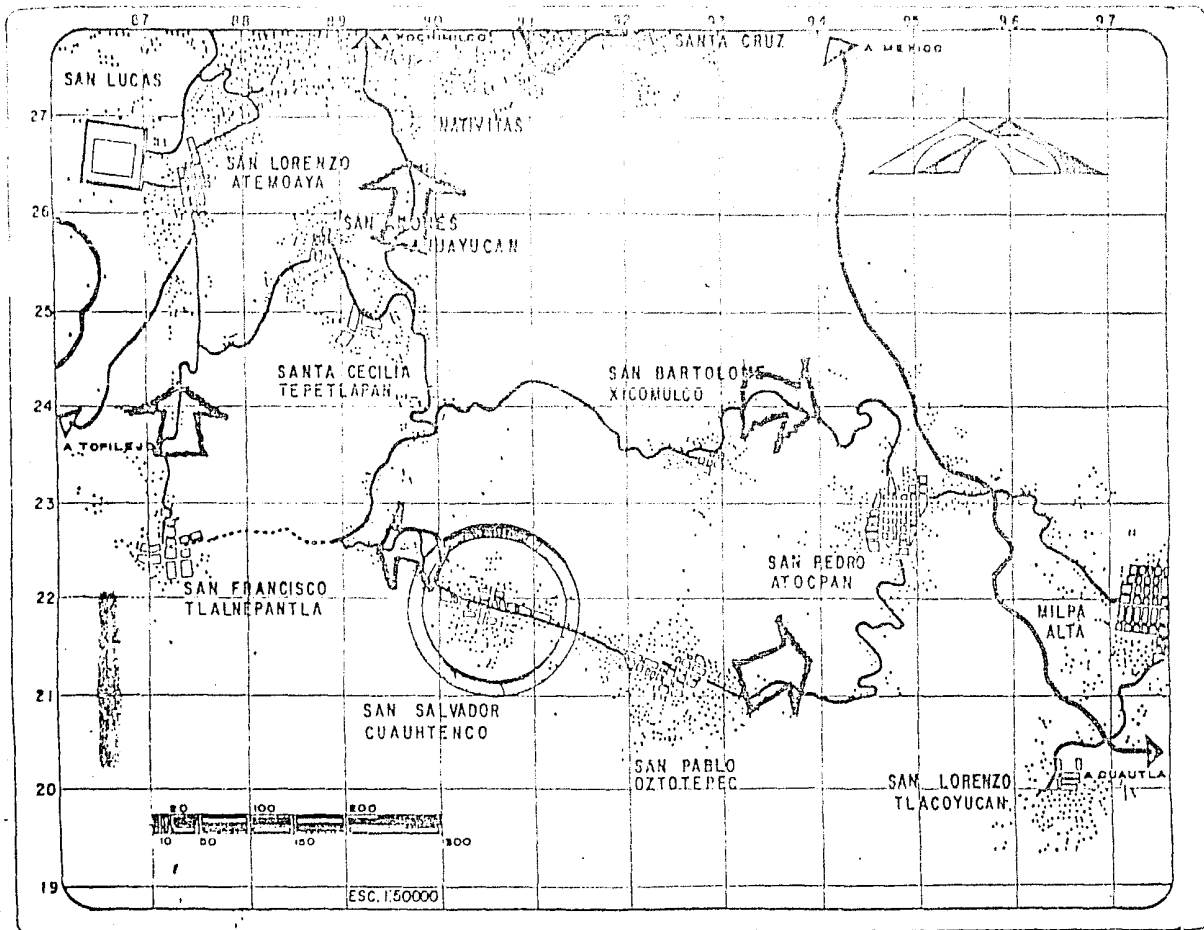 87 88 89 90 91 92 93 94 95 96 97
A XOCHIMILCO
SANTA CRUZ
A MEXICO
SAN LUCAS
27
NATIVITAS
SAN LORENZO
ATEMOAYA
26
SAN
25
SANTA CECILIA
TEPETLAPAN
SAN BARTOLOME
XICOMULCO
24
A TOPILEJO
23
SAN PEDRO
ATOCPAN
SAN FRANCISCO
TLALNEPANTLA
22
MILPA
ALTA
21
SAN SALVADOR
CUAUHTENCO
SAN PABLO
OZTOTEPEC
20
SAN LORENZO
TLACOYUCAN
A CUAUTLA
20 100 200
10 50 150 300
19
ESC. 1:50000